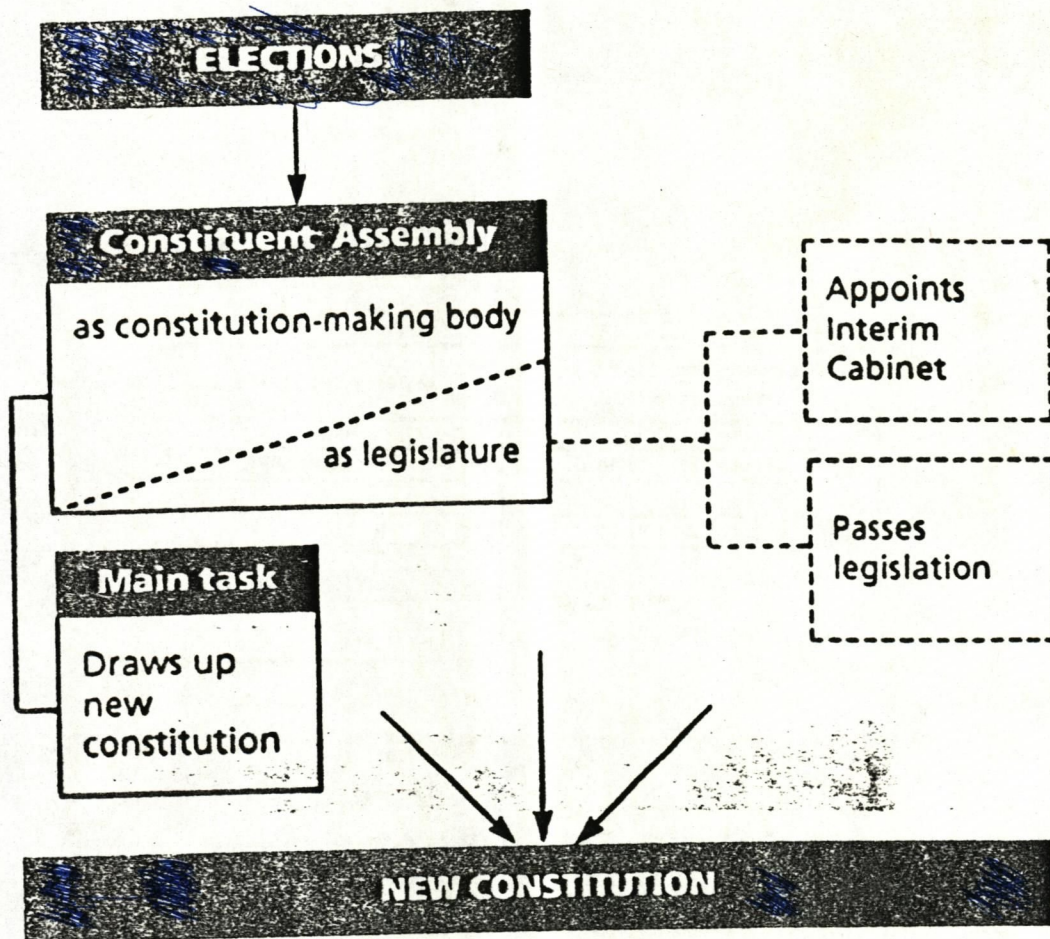 ELECTIONS
Constituent Assembly
as constitution-making body
as legislature
Appoints
Interim
Cabinet
Passes
legislation
Main task
Draws up
new
constitution
NEW CONSTITUTION